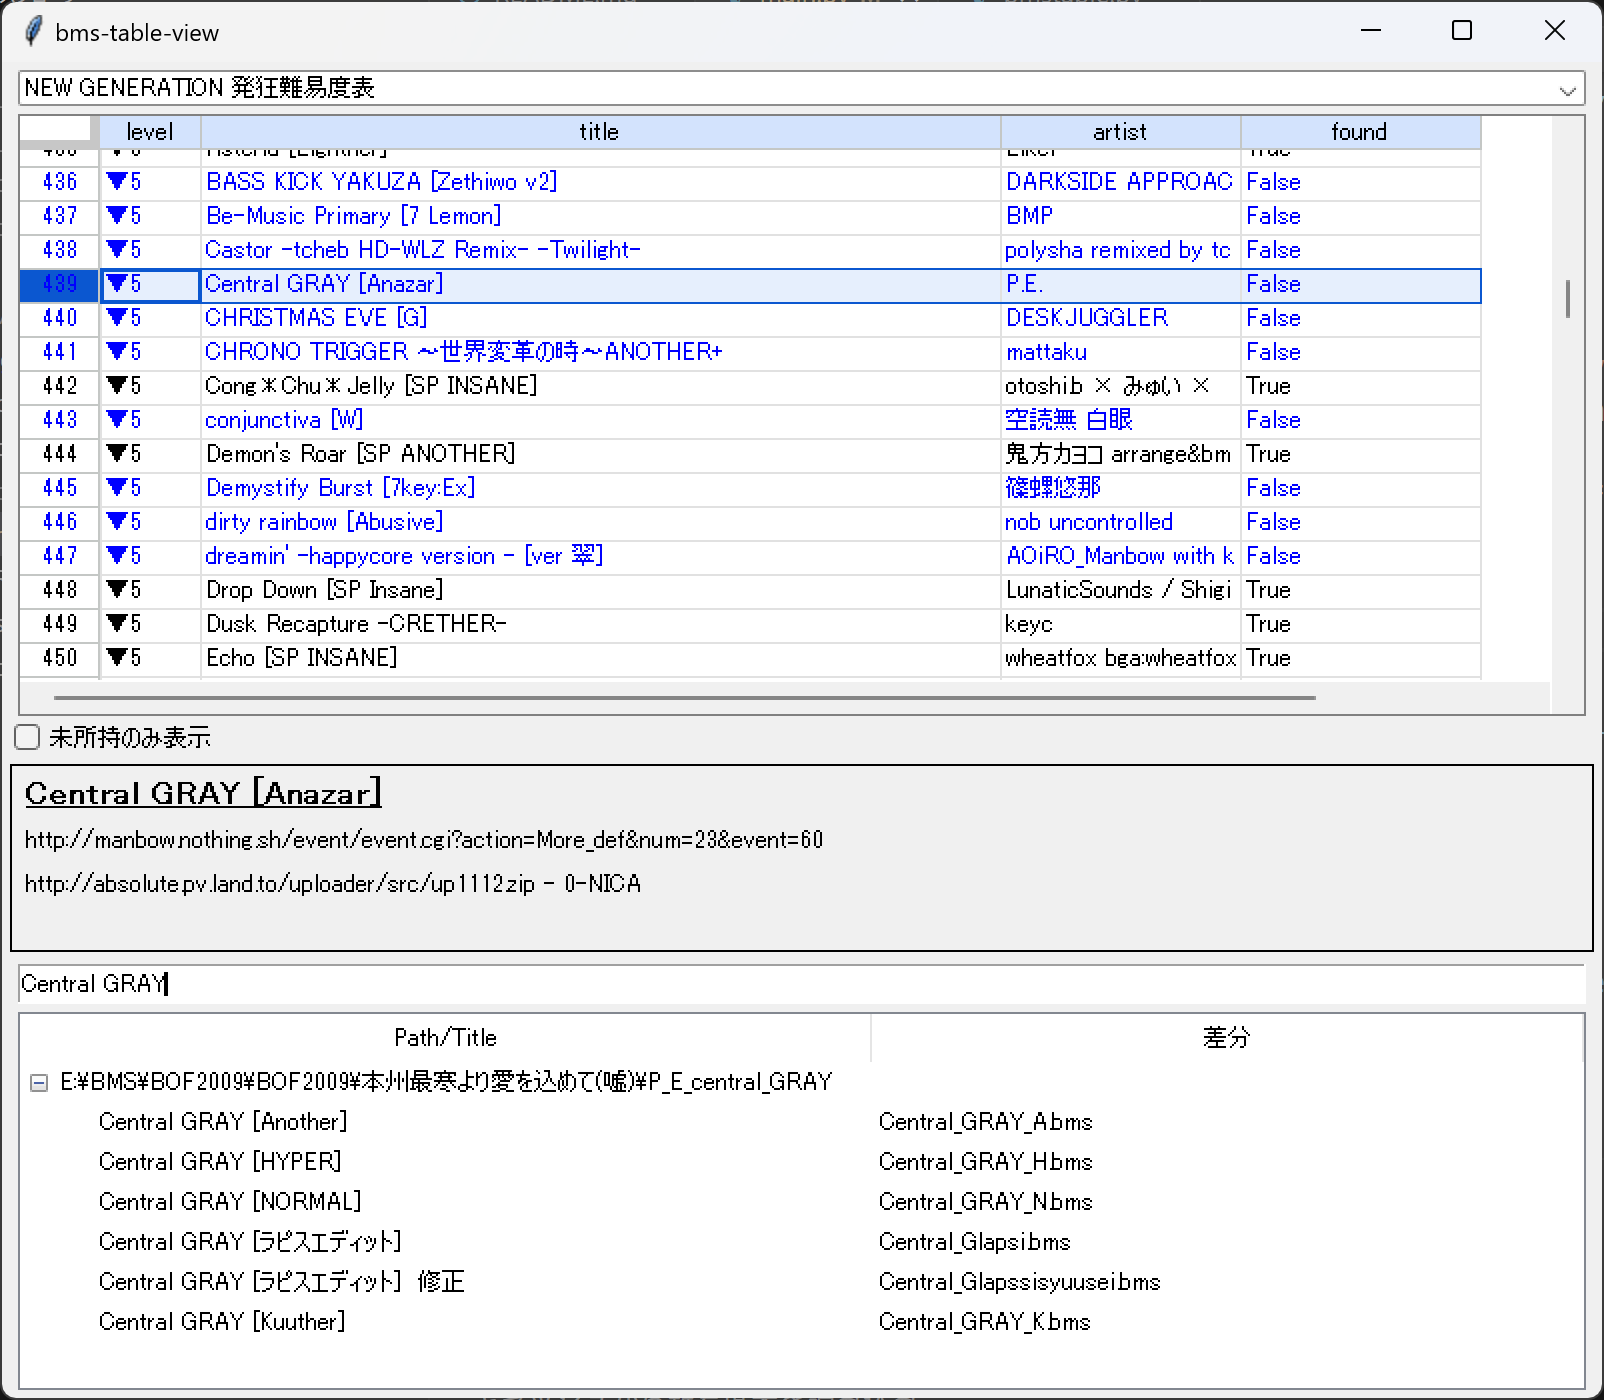 bms-table-view
NEW GENERATION 発狂難易度表
level title artist found
436 ▼5 BASS KICK YAKUZA [Zethiwo v2] DARKSIDE APPROAC False
437 ▼5 Be-Music Primary [7 Lemon] BMP False
438 ▼5 Castor -tcheb HD-WLZ Remix- -Twilight- polysha remixed by tc False
439 ▼5 Central GRAY [Anazar] P.E. False
440 ▼5 CHRISTMAS EVE [G] DESKJUGGLER False
441 ▼5 CHRONO TRIGGER ～世界変革の時～ANOTHER+ mattaku False
442 ▼5 Cong＊Chu＊Jelly [SP INSANE] otoshi.b × みゅい × True
443 ▼5 conjunctiva [W] 空読無 白眼 False
444 ▼5 Demon's Roar [SP ANOTHER] 鬼方カヨコ arrange&bm True
445 ▼5 Demystify Burst [7key:Ex] 篠螺悠那 False
446 ▼5 dirty rainbow [Abusive] nob uncontrolled False
447 ▼5 dreamin' -happycore version - [ver 翠] AOiRO_Manbow with k False
448 ▼5 Drop Down [SP Insane] LunaticSounds / Shigi True
449 ▼5 Dusk Recapture -CRETHER- keyc True
450 ▼5 Echo [SP INSANE] wheatfox bga:wheatfox True
未所持のみ表示
Central GRAY [Anazar]
http://manbow.nothing.sh/event/event.cgi?action=More_def&num=23&event=60
http://absolute.pv.land.to/uploader/src/up1112.zip - 0-NICA
Central GRAY
Path/Title 差分
E:¥BMS¥BOF2009¥BOF2009¥本州最寒より愛を込めて(嘘)¥P_E_central_GRAY
Central GRAY [Another] Central_GRAY_A.bms
Central GRAY [HYPER] Central_GRAY_H.bms
Central GRAY [NORMAL] Central_GRAY_N.bms
Central GRAY [ラピスエディット] Central_Glapsi.bms
Central GRAY [ラピスエディット] 修正 Central_Glapssisyuusei.bms
Central GRAY [Kuuther] Central_GRAY_K.bms